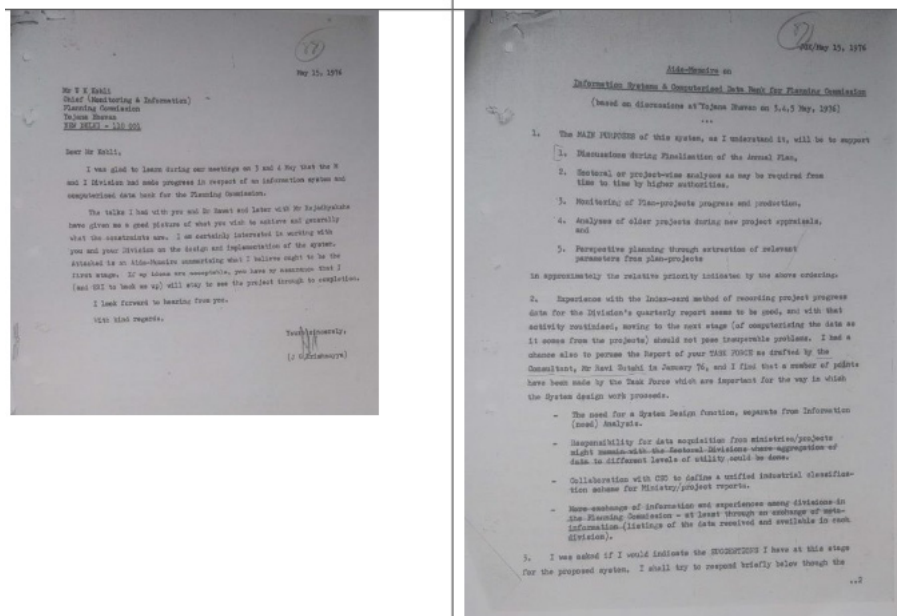 May 15, 1976
Chief (Monitoring & Information)
Planning Commission
Yojana Bhavan
NEW DELHI - 110 001
Dear Mr Kohli,
I was glad to learn during our meetings on 3 and 4 May that the M
and I Division had made progress in respect of an information system and
computerised data bank for the Planning Commission.
The talks I had with you and Dr Rawat and later with Mr
have given me a good picture of what you wish to achieve and generally
what the constraints are. I am certainly interested in working with
you and your Division on the design and implementation of the system.
Attached is an Aide-Memoire summarising what I believe ought to be the
first stage. If my ideas are acceptable, you have my assurance that I
(and to back me up) will stay to see the project through to completion.
I look forward to hearing from you.
With kind regards.
Yours sincerely,
May 15, 1976
Aide-Memoire on
Information Systems & Computerised Data Bank for Planning Commission
(based on discussions at Yojana Bhavan on 3,4,5 May, 1976)
...
1. The MAIN PURPOSES of this system, as I understand it, will be to support
1. Discussions during Finalisation of the Annual Plan,
2. Sectoral or project-wise analyses as may be required from
time to time by higher authorities.
3. Monitoring of Plan-projects progress and production,
4. Analyses of older projects during new project appraisals,
and
5. Perspective planning through extraction of relevant
parameters from plan-projects
in approximately the relative priority indicated by the above ordering.
2. Experience with the Index-card method of recording project progress
data for the Division's quarterly report seems to be good, and with that
activity routinised, moving to the next stage (of computerising the data as
it comes from the projects) should not pose insuperable problems. I had a
chance also to peruse the Report of your TASK FORCE as drafted by the
Consultant, Mr Ravi in January 76, and I find that a number of points
have been made by the Task Force which are important for the way in which
the System design work proceeds.
- The need for a System Design function, separate from Information
(need) Analysis.
- Responsibility for data acquisition from ministries/projects
might remain with the Sectoral Divisions where aggregation of
data to different levels of utility could be done.
- Collaboration with CSO to define a unified industrial classifica-
tion scheme for Ministry/project reports.
- More exchange of information and experiences among divisions in
the Planning Commission - at least through an exchange of meta-
information (listings of the data received and available in each
division).
3. I was asked if I would indicate the SUGGESTIONS I have at this stage
for the proposed system. I shall try to respond briefly below though the
..2